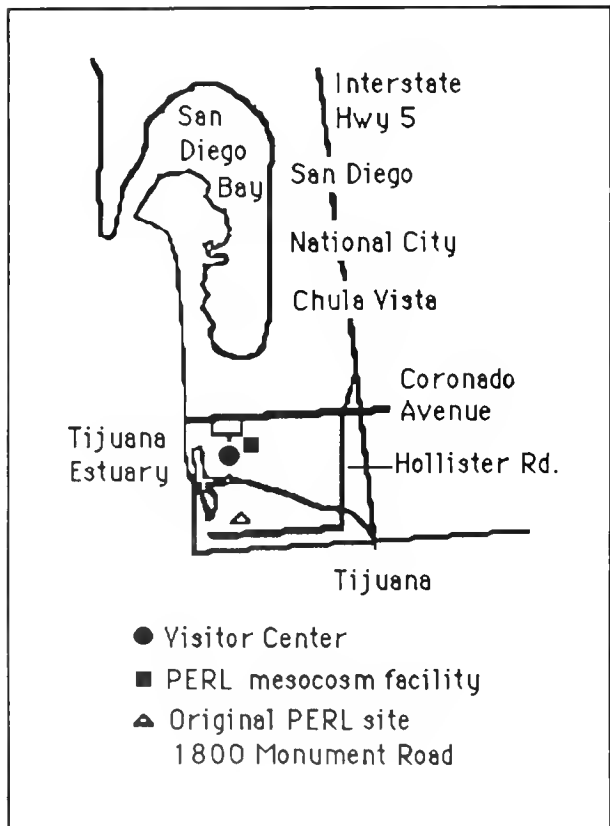 Interstate
Hwy 5
San
Diego
Bay
San Diego
National City
Chula Vista
Coronado
Avenue
Tijuana
Estuary
Hollister Rd.
Tijuana
Visitor Center
PERL mesocosm facility
Original PERL site
1800 Monument Road